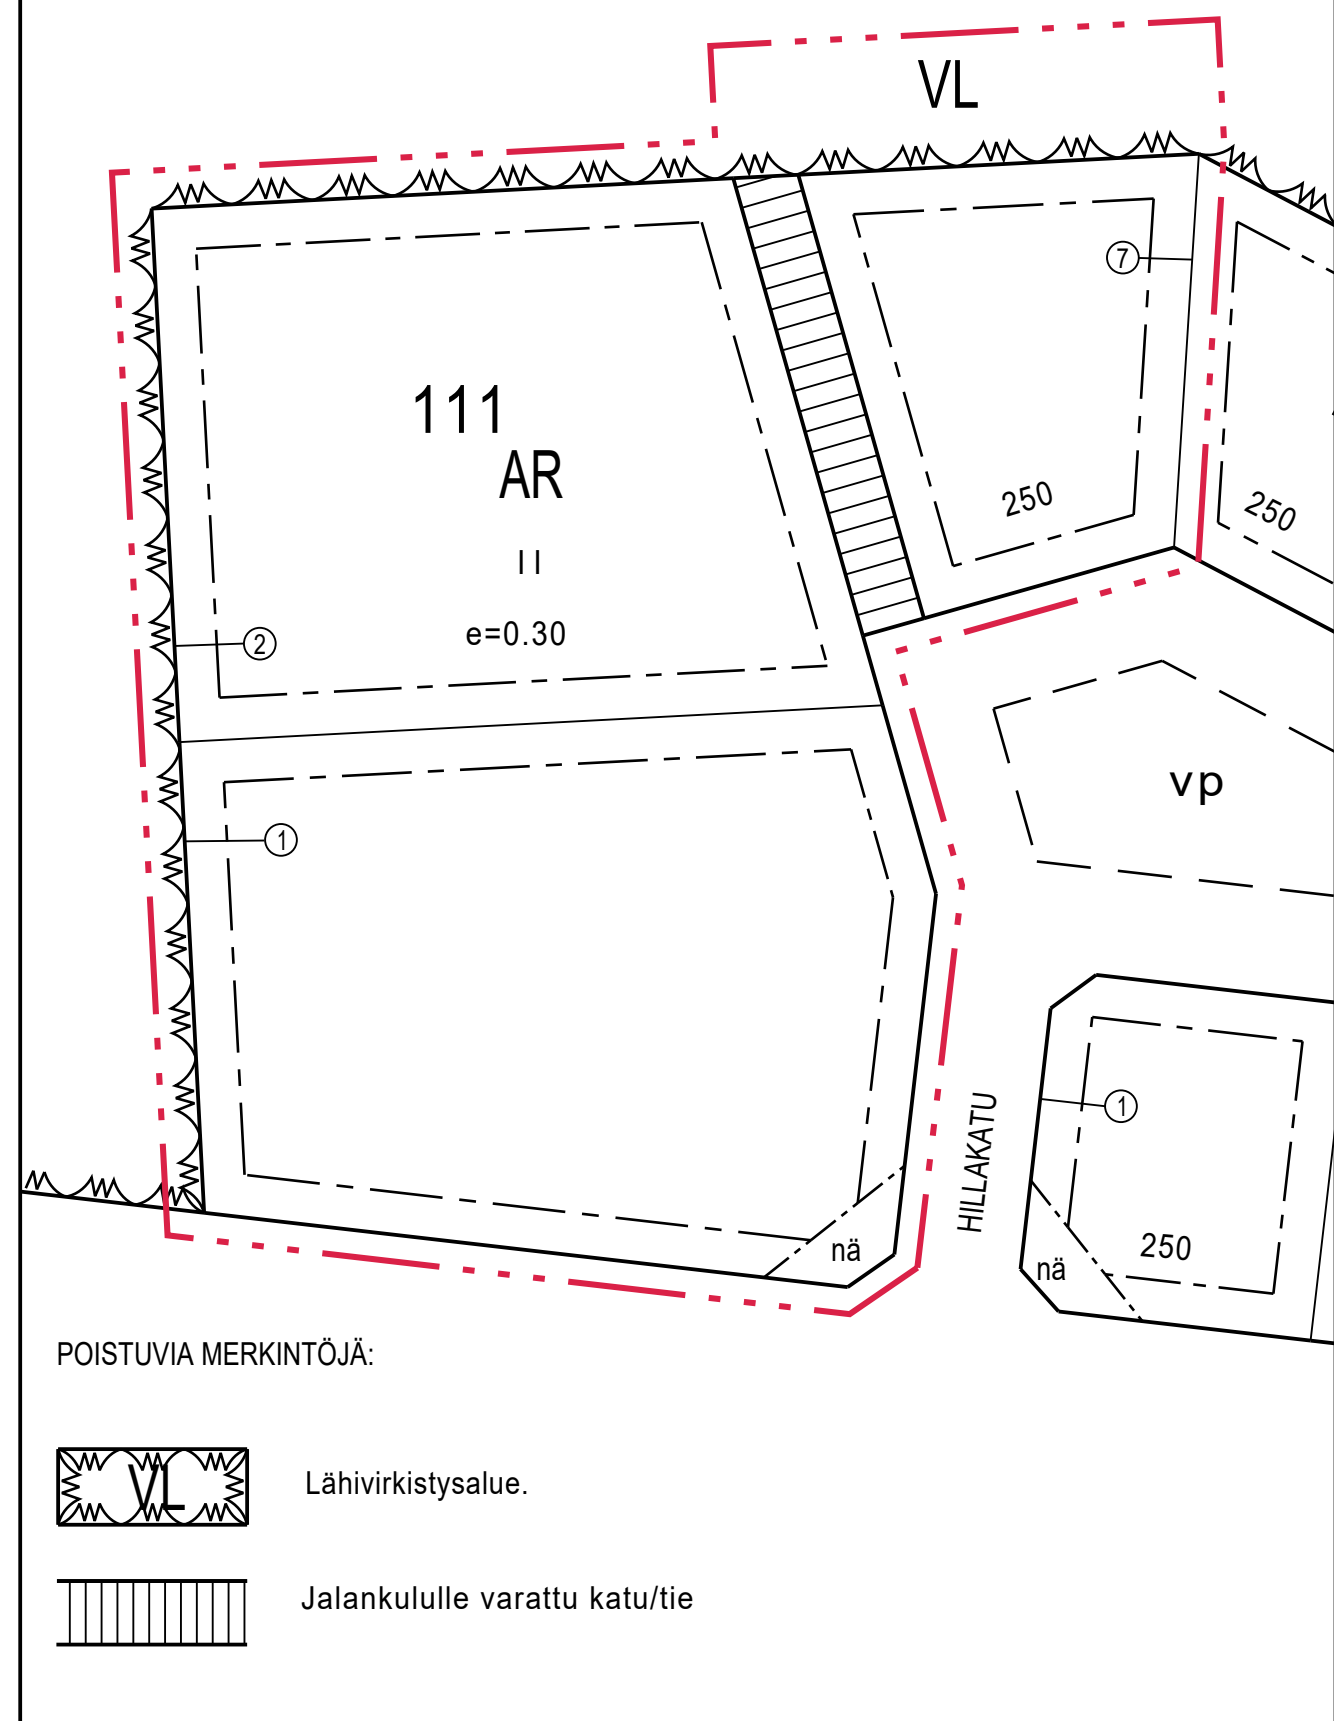 VL
7
111
AR
II
e=0.30
250
250
2
vp
1
HILLAKATU
1
nä
nä
250
POISTUVIA MERKINTÖJÄ:
VL
Lähivirkistysalue.
Jalankululle varattu katu/tie